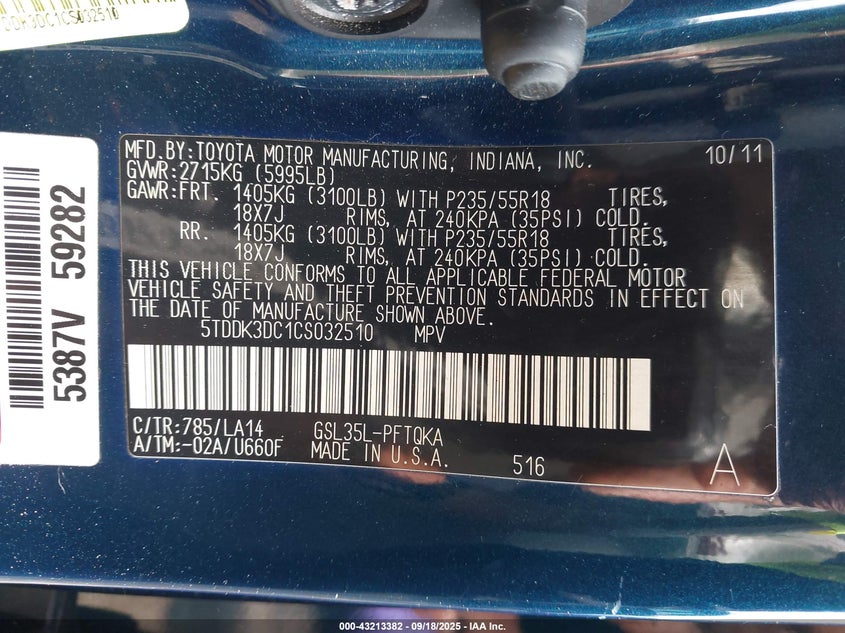 DK3DC1CS032510
5387V 59282
MFD.BY:TOYOTA MOTOR MANUFACTURING, INDIANA, INC. 10/11
GVWR:2715KG (5995LB)
GAWR:FRT. 1405KG (3100LB) WITH P235/55R18 TIRES,
18X7J RIMS, AT 240KPA (35PSI) COLD.
RR. 1405KG (3100LB) WITH P235/55R18 TIRES,
18X7J RIMS, AT 240KPA (35PSI) COLD.
THIS VEHICLE CONFORMS TO ALL APPLICABLE FEDERAL MOTOR
VEHICLE SAFETY AND THEFT PREVENTION STANDARDS IN EFFECT ON
THE DATE OF MANUFACTURE SHOWN ABOVE.
5TDDK3DC1CS032510 MPV
C/TR:785/LA14 GSL35L-PFTQKA
A/TM:-02A/U660F MADE IN U.S.A. 516 A
000-43213382 - 09/18/2025 - IAA Inc.